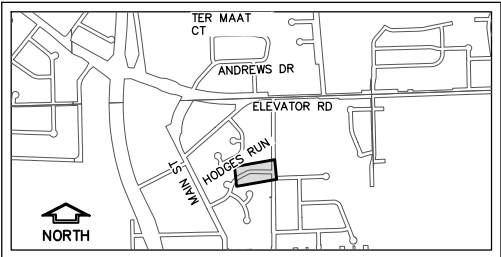 TER MAAT
CT
ANDREWS DR
ELEVATOR RD
HODGES RUN
MAIN ST
NORTH